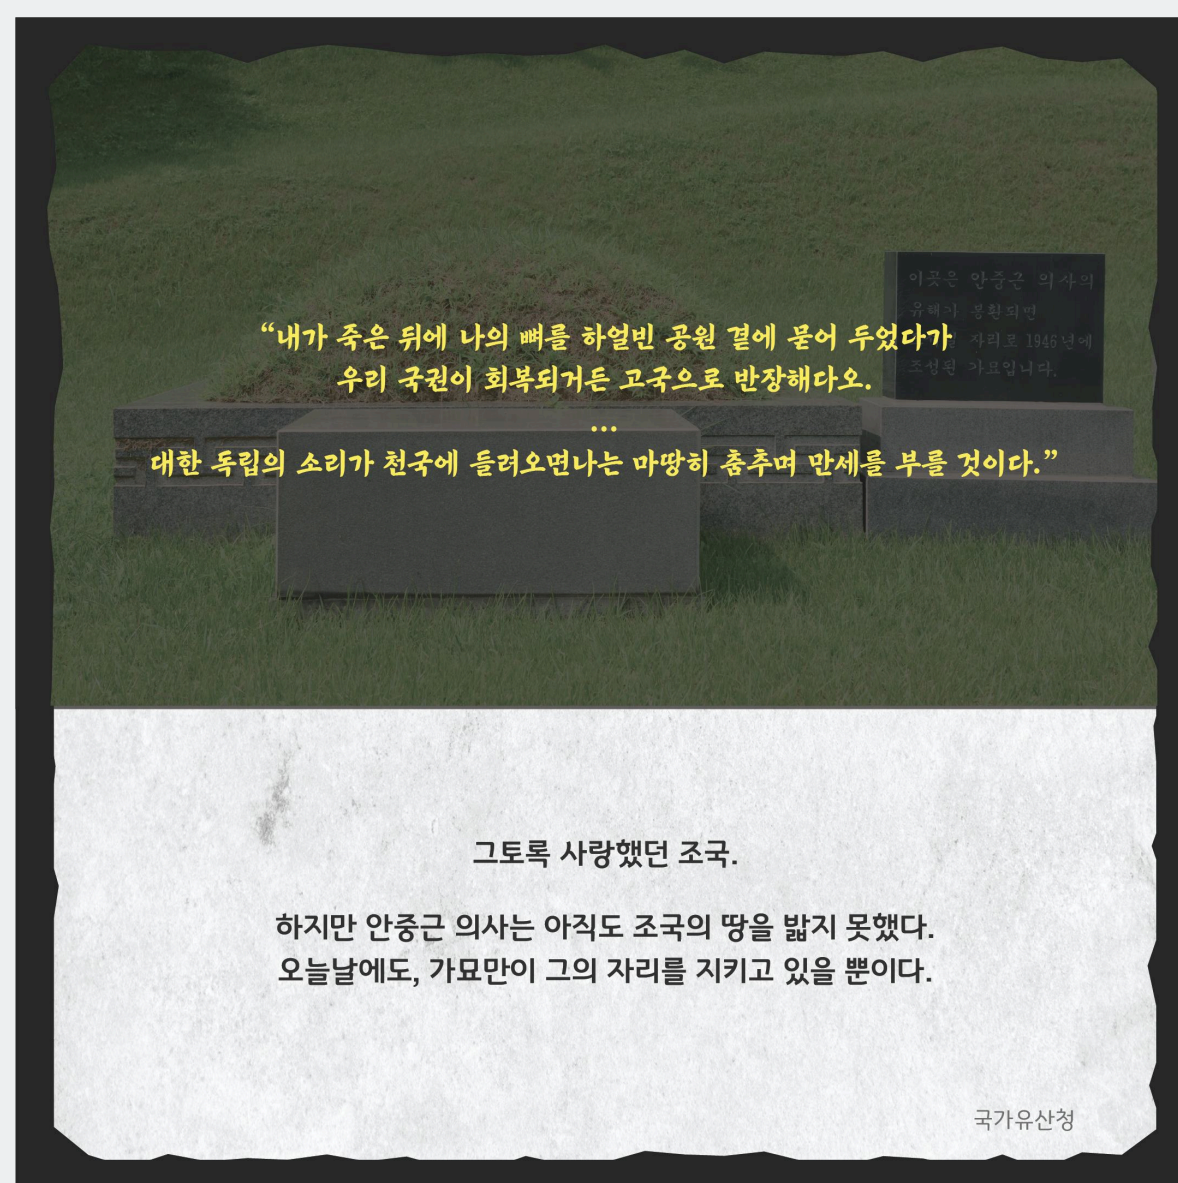 이곳은 안중근 의사의
유해가 봉환되면
자리로 1946년에
조성된 가묘입니다.
“내가 죽은 뒤에 나의 뼈를 하얼빈 공원 곁에 묻어 두었다가
우리 국권이 회복되거든 고국으로 반장해다오.
...
대한 독립의 소리가 천국에 들려오면나는 마땅히 춤추며 만세를 부를 것이다.”
그토록 사랑했던 조국.
하지만 안중근 의사는 아직도 조국의 땅을 밟지 못했다.
오늘날에도, 가묘만이 그의 자리를 지키고 있을 뿐이다.
국가유산청